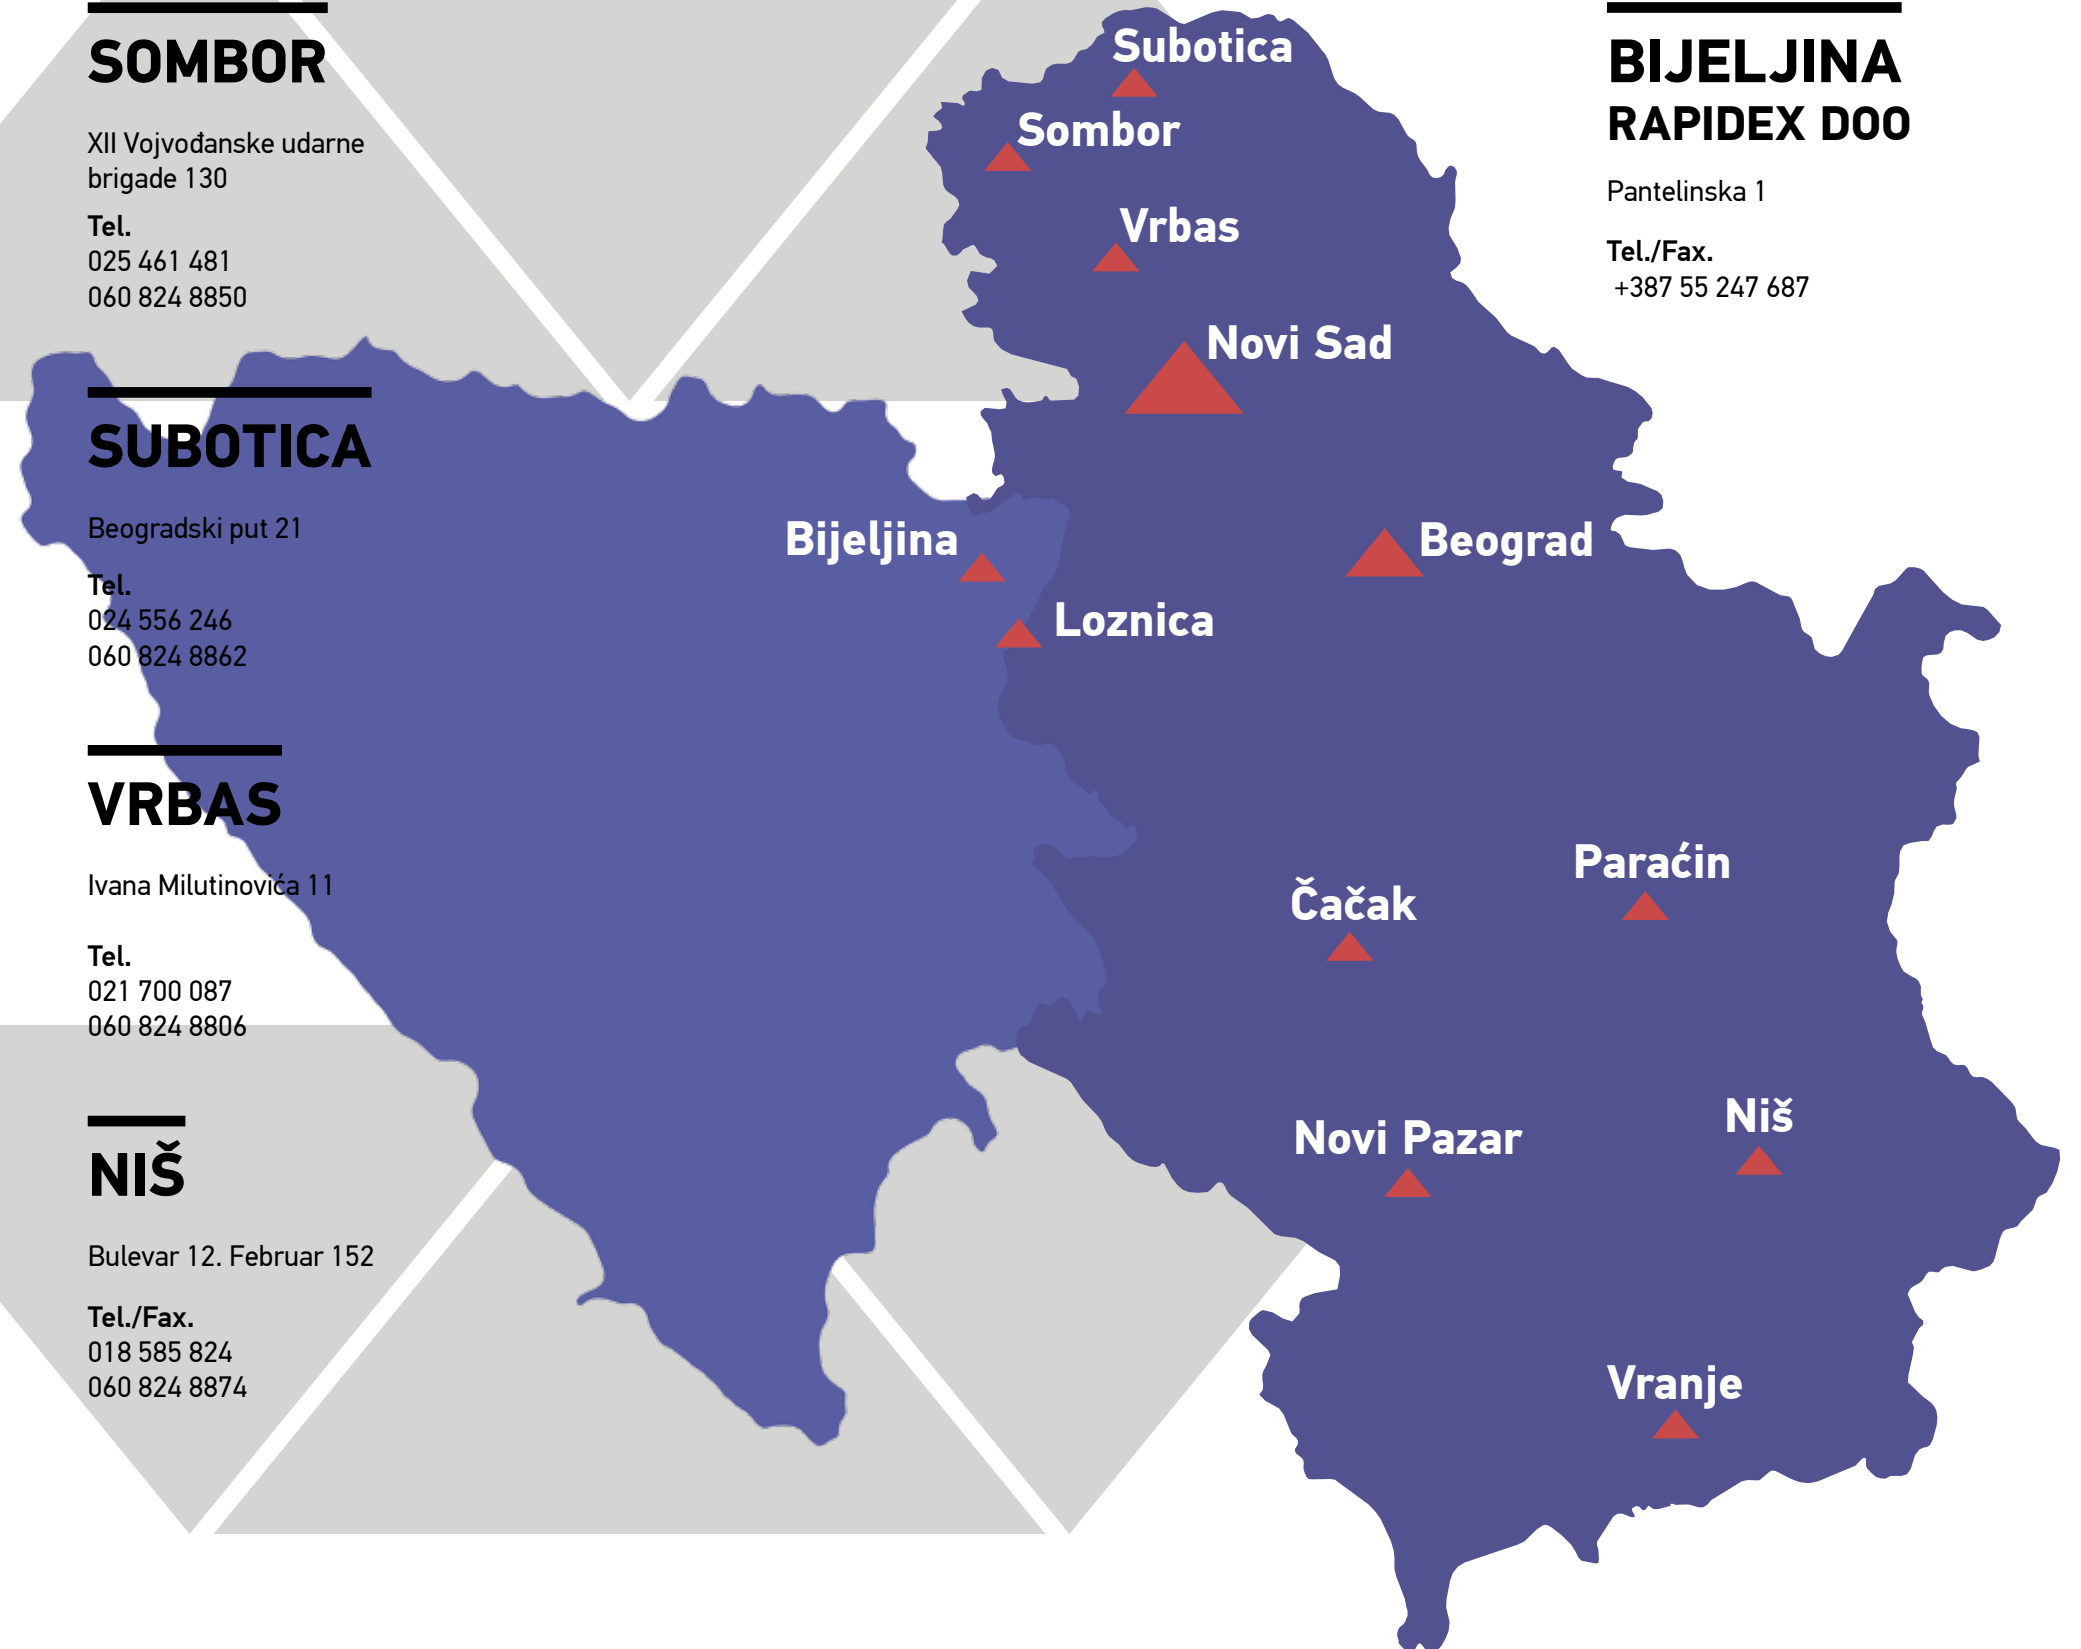 SOMBOR
XII Vojvođanske udarne
brigade 130
Tel.
025 461 481
060 824 8850
SUBOTICA
Beogradski put 21
Tel.
024 556 246
060 824 8862
VRBAS
Ivana Milutinovića 11
Tel.
021 700 087
060 824 8806
NIŠ
Bulevar 12. Februar 152
Tel./Fax.
018 585 824
060 824 8874
Subotica
Sombor
Vrbas
Novi Sad
Bijeljina
Beograd
Loznica
Paraćin
Čačak
Niš
Novi Pazar
Vranje
BIJELJINA
RAPIDEX DOO
Pantelinska 1
Tel./Fax.
+387 55 247 687